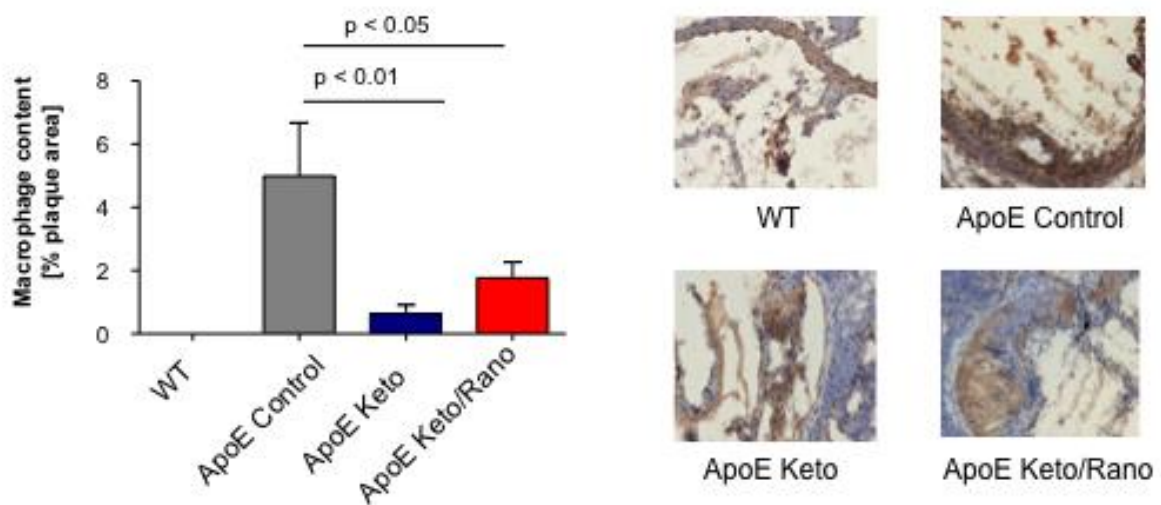 p < 0.05
p < 0.01
Macrophage content
[% plaque area]
8
6
4
2
0
WT
ApoE Control
ApoE Keto
ApoE Keto/Rano
WT
ApoE Control
ApoE Keto
ApoE Keto/Rano